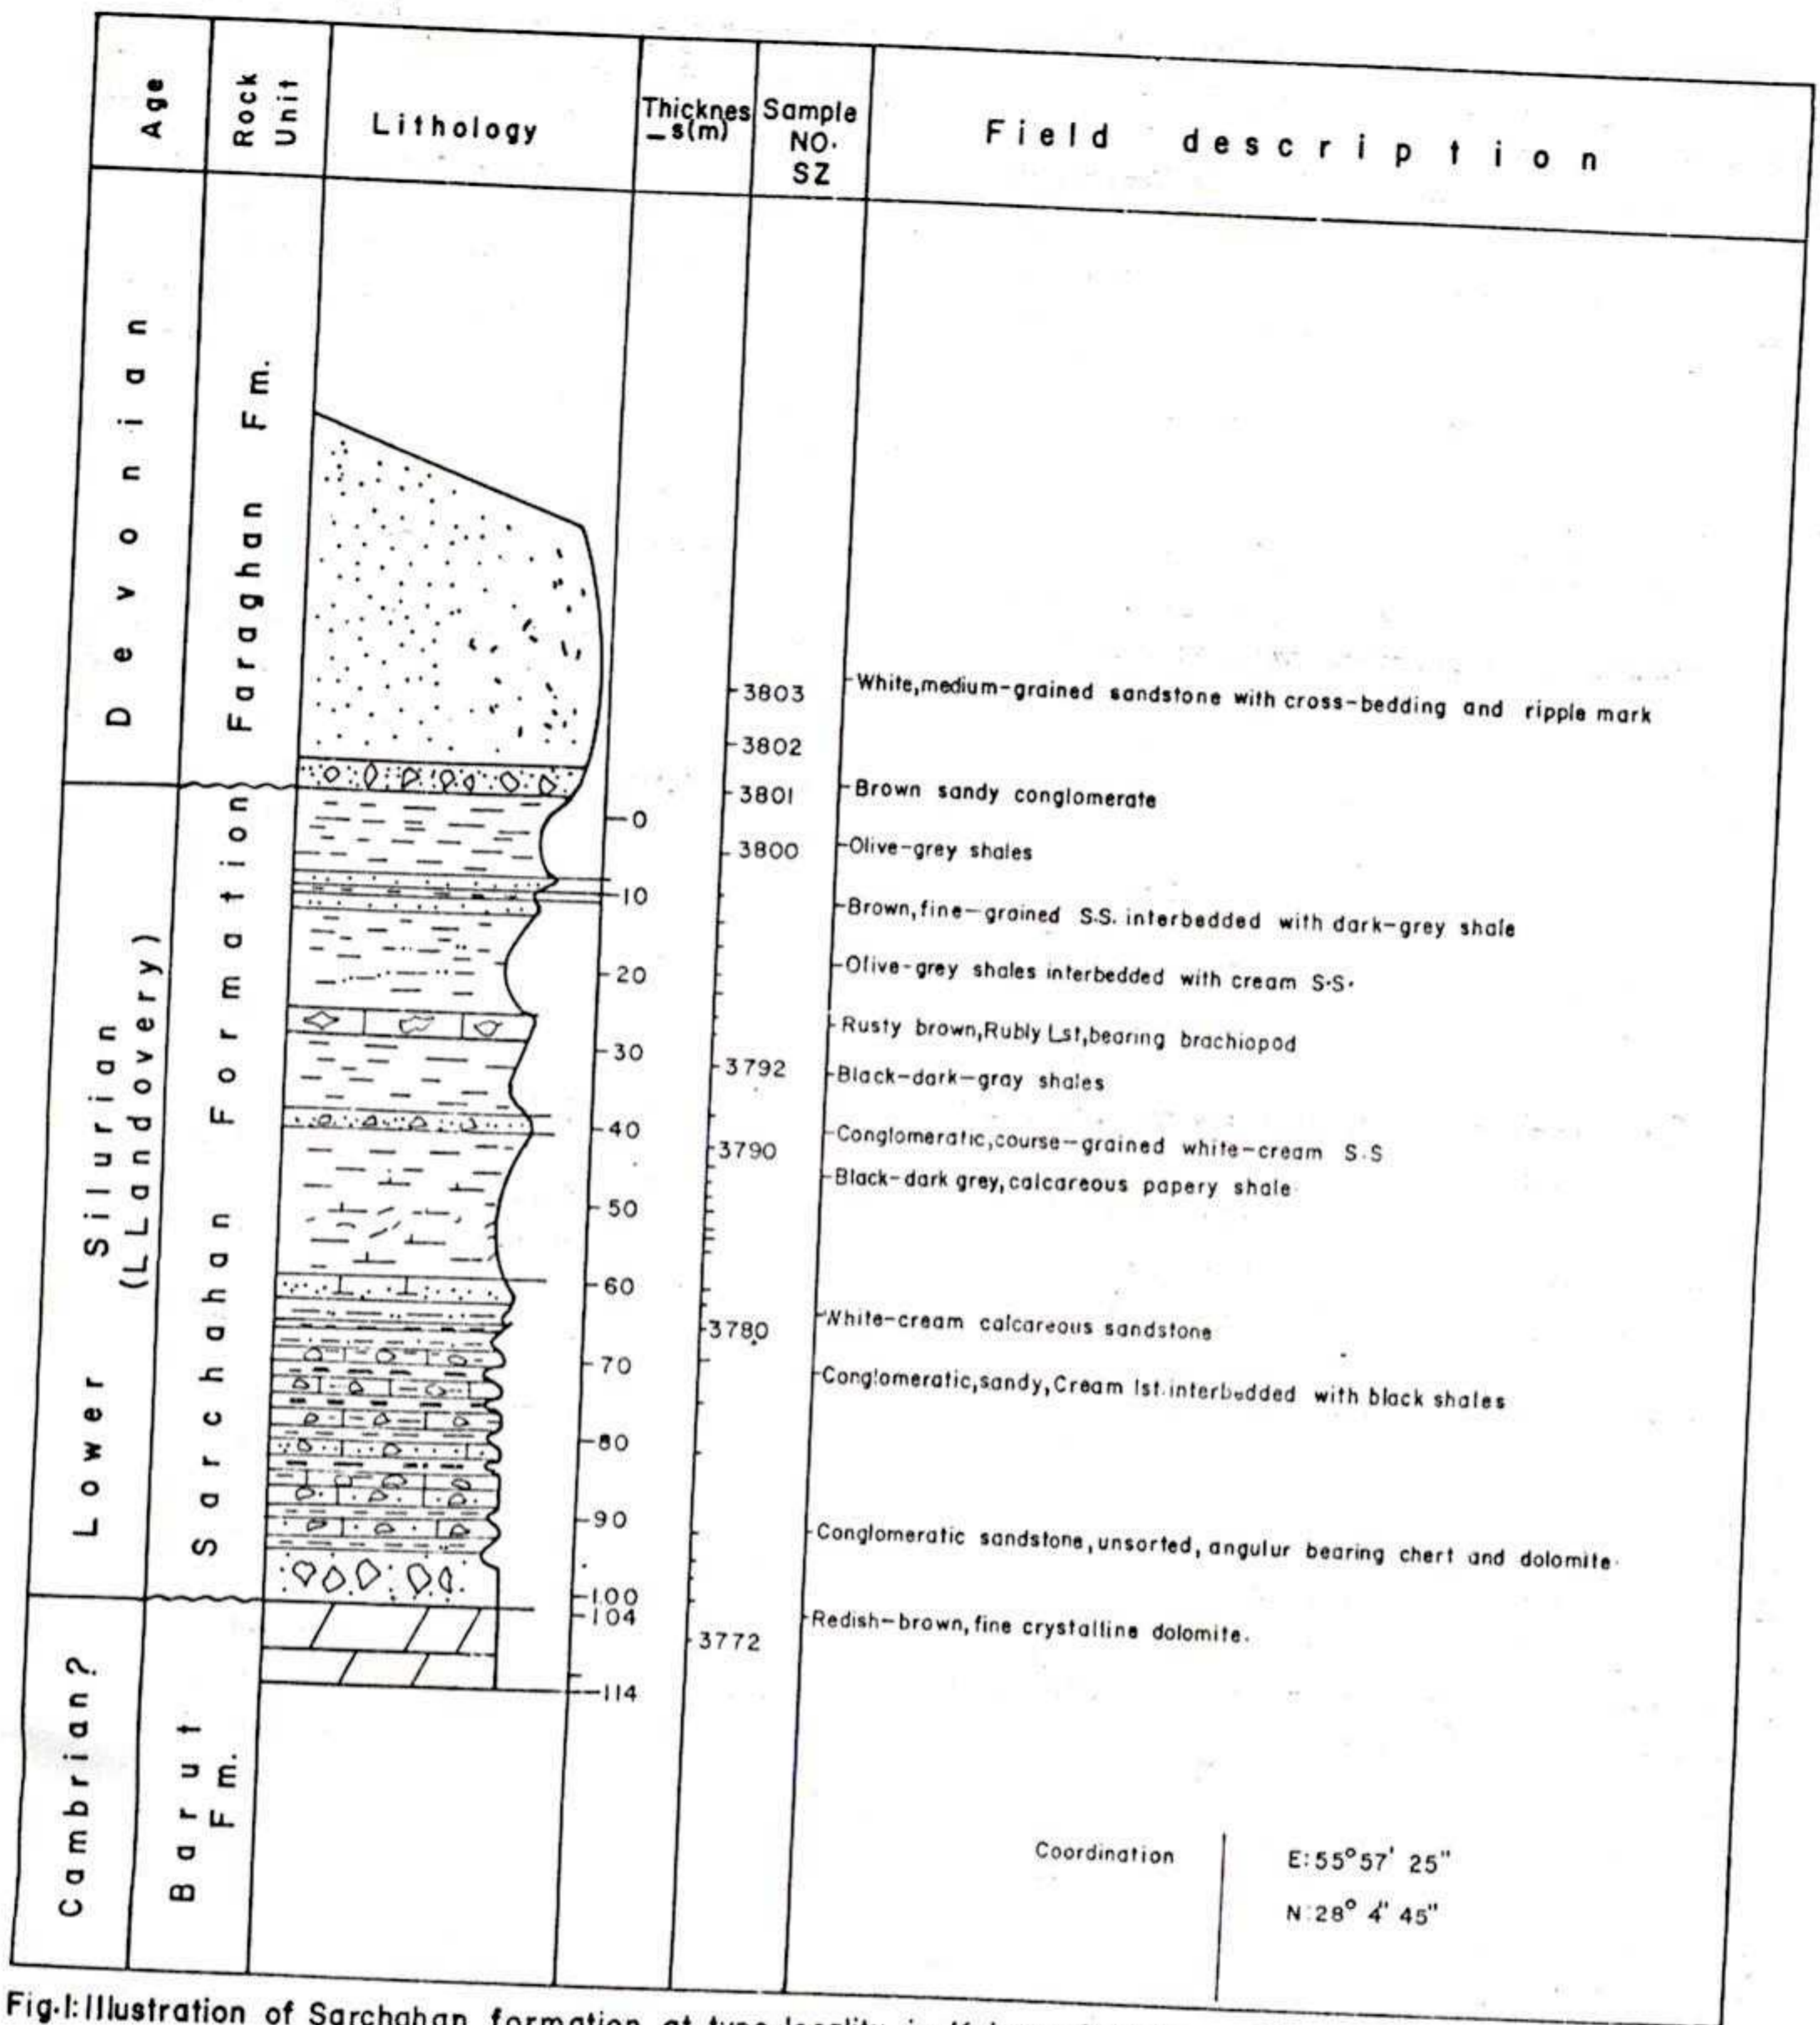 Age
Rock
Unit
Lithology
Thicknes
-s(m)
Sample
NO.
SZ
Field description
Devonian
Faraghan Fm.
Lower Silurian
(L Landovery)
Sarchahan Formation
Cambrian?
Barut
Fm.
0
10
20
30
40
50
60
70
80
90
100
104
114
3803
3802
3801
3800
3792
3790
3780
3772
White,medium-grained sandstone with cross-bedding and ripple mark
Brown sandy conglomerate
Olive-grey shales
Brown,fine-grained S.S. interbedded with dark-grey shale
Olive-grey shales interbedded with cream S.S.
Rusty brown,Rubly Lst,bearing brachiopod
Black-dark-gray shales
Conglomeratic,course-grained white-cream S.S
Black-dark grey,calcareous papery shale.
White-cream calcareous sandstone
Conglomeratic,sandy,Cream lst.interbedded with black shales
Conglomeratic sandstone,unsorted,angulur bearing chert and dolomite.
Redish-brown,fine crystalline dolomite.
Coordination
E:55°57' 25"
N:28° 4" 45"
Fig.1:Illustration of Sarchahan formation at type locality in